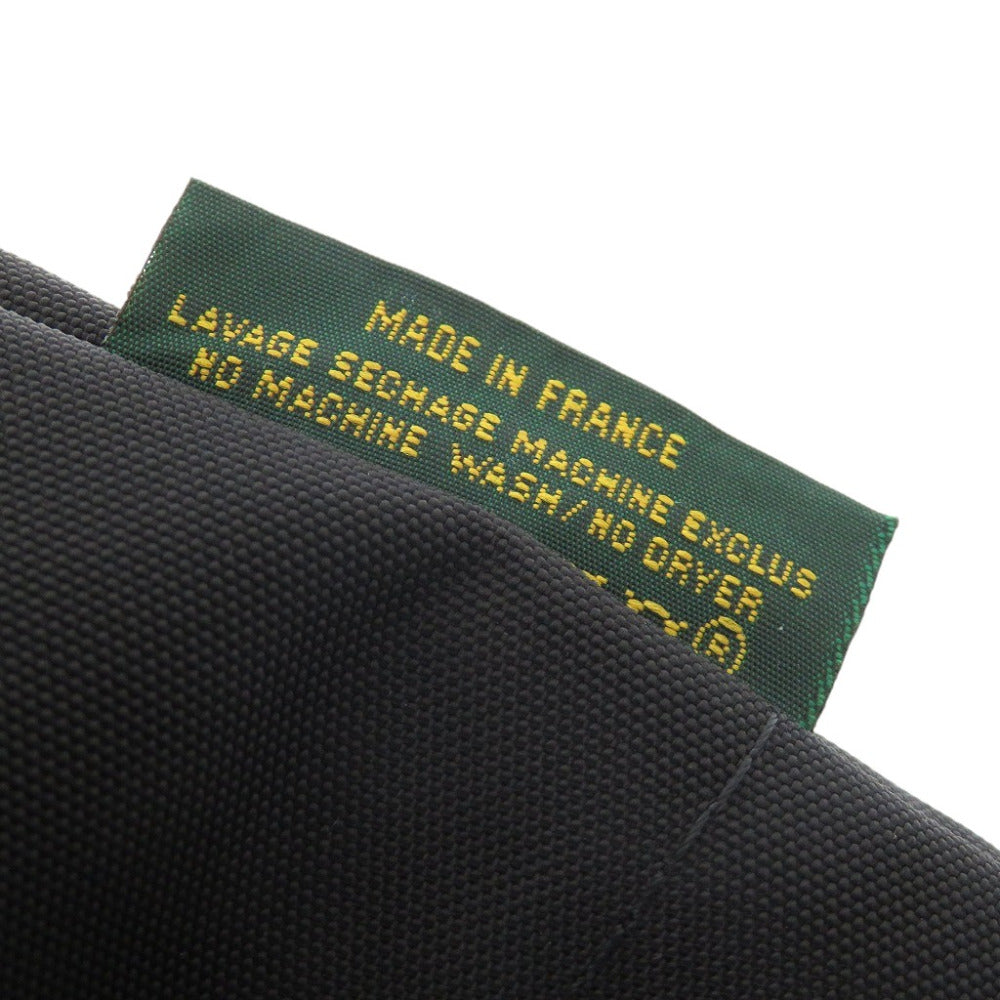 MADE IN FRANCE
LAVAGE SECHAGE MACHINE EXCLUS
NO MACHINE WASH/NO DRYER
®